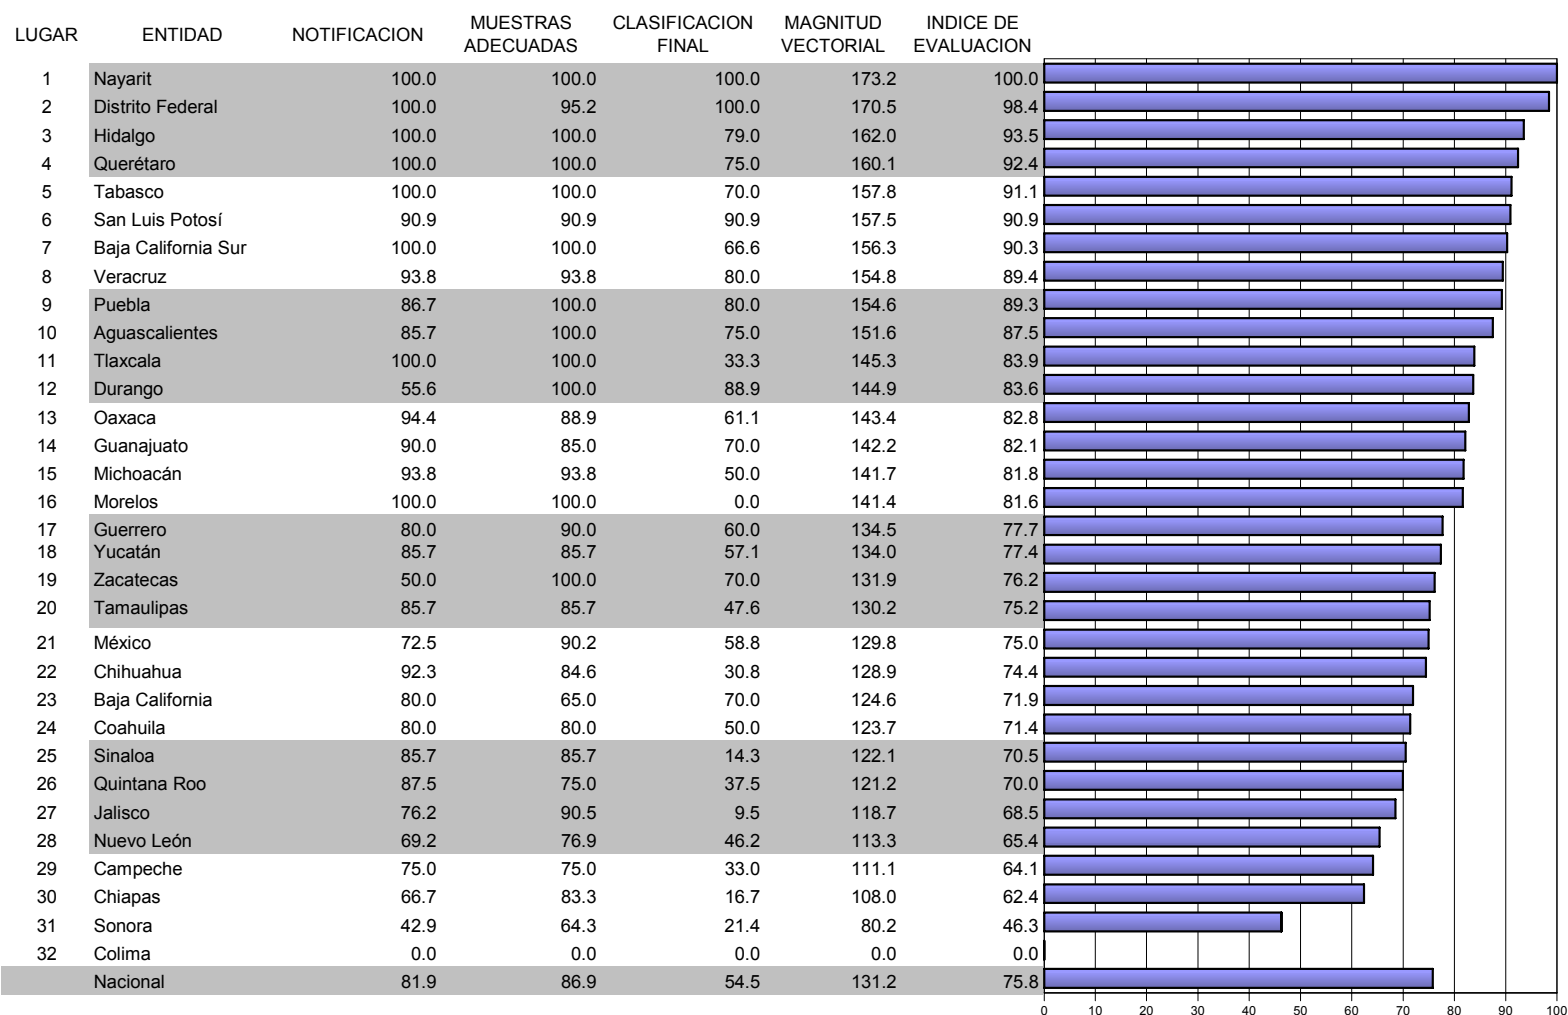 LUGAR ENTIDAD NOTIFICACION MUESTRAS ADECUADAS CLASIFICACION FINAL MAGNITUD VECTORIAL INDICE DE EVALUACION
1 Nayarit 100.0 100.0 100.0 173.2 100.0
2 Distrito Federal 100.0 95.2 100.0 170.5 98.4
3 Hidalgo 100.0 100.0 79.0 162.0 93.5
4 Querétaro 100.0 100.0 75.0 160.1 92.4
5 Tabasco 100.0 100.0 70.0 157.8 91.1
6 San Luis Potosí 90.9 90.9 90.9 157.5 90.9
7 Baja California Sur 100.0 100.0 66.6 156.3 90.3
8 Veracruz 93.8 93.8 80.0 154.8 89.4
9 Puebla 86.7 100.0 80.0 154.6 89.3
10 Aguascalientes 85.7 100.0 75.0 151.6 87.5
11 Tlaxcala 100.0 100.0 33.3 145.3 83.9
12 Durango 55.6 100.0 88.9 144.9 83.6
13 Oaxaca 94.4 88.9 61.1 143.4 82.8
14 Guanajuato 90.0 85.0 70.0 142.2 82.1
15 Michoacán 93.8 93.8 50.0 141.7 81.8
16 Morelos 100.0 100.0 0.0 141.4 81.6
17 Guerrero 80.0 90.0 60.0 134.5 77.7
18 Yucatán 85.7 85.7 57.1 134.0 77.4
19 Zacatecas 50.0 100.0 70.0 131.9 76.2
20 Tamaulipas 85.7 85.7 47.6 130.2 75.2
21 México 72.5 90.2 58.8 129.8 75.0
22 Chihuahua 92.3 84.6 30.8 128.9 74.4
23 Baja California 80.0 65.0 70.0 124.6 71.9
24 Coahuila 80.0 80.0 50.0 123.7 71.4
25 Sinaloa 85.7 85.7 14.3 122.1 70.5
26 Quintana Roo 87.5 75.0 37.5 121.2 70.0
27 Jalisco 76.2 90.5 9.5 118.7 68.5
28 Nuevo León 69.2 76.9 46.2 113.3 65.4
29 Campeche 75.0 75.0 33.0 111.1 64.1
30 Chiapas 66.7 83.3 16.7 108.0 62.4
31 Sonora 42.9 64.3 21.4 80.2 46.3
32 Colima 0.0 0.0 0.0 0.0 0.0
Nacional 81.9 86.9 54.5 131.2 75.8
0 10 20 30 40 50 60 70 80 90 100